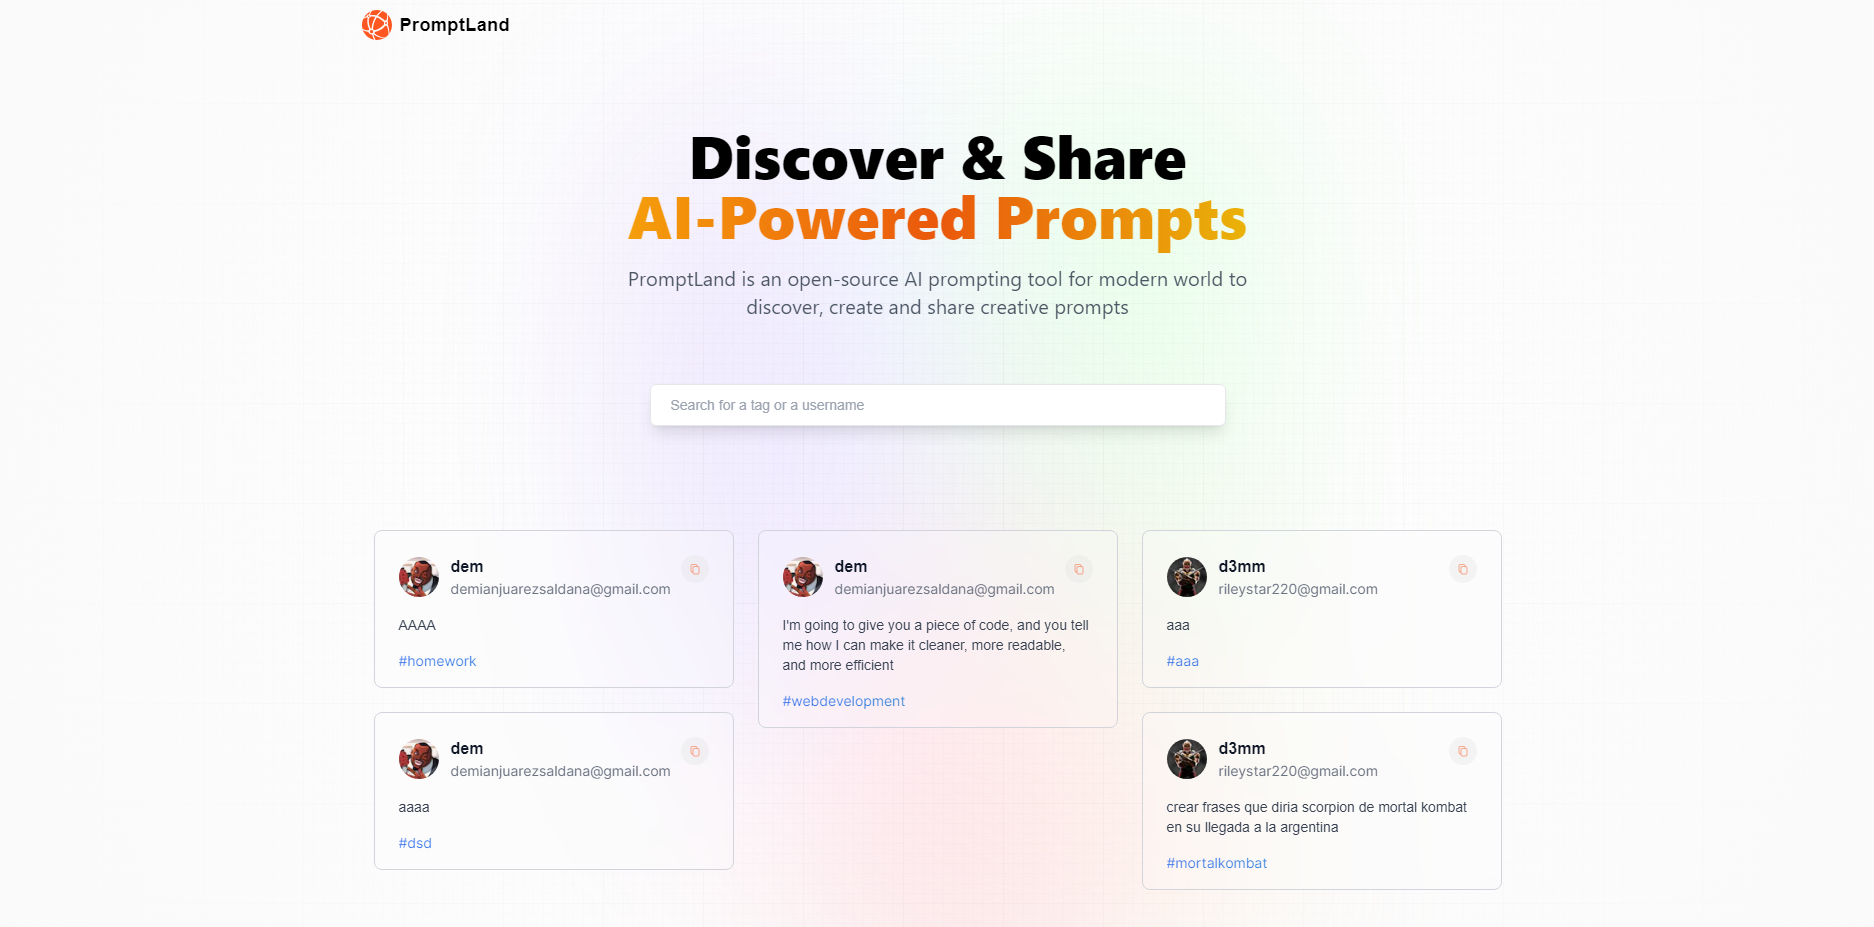 PromptLand
Discover & Share
AI-Powered Prompts
PromptLand is an open-source AI prompting tool for modern world to
discover, create and share creative prompts
Search for a tag or a username
dem
demianjuarezsaldana@gmail.com
AAAA
#homework
dem
demianjuarezsaldana@gmail.com
aaaa
#dsd
dem
demianjuarezsaldana@gmail.com
I'm going to give you a piece of code, and you tell
me how I can make it cleaner, more readable,
and more efficient
#webdevelopment
d3mm
rileystar220@gmail.com
aaa
#aaa
d3mm
rileystar220@gmail.com
crear frases que diria scorpion de mortal kombat
en su llegada a la argentina
#mortalkombat